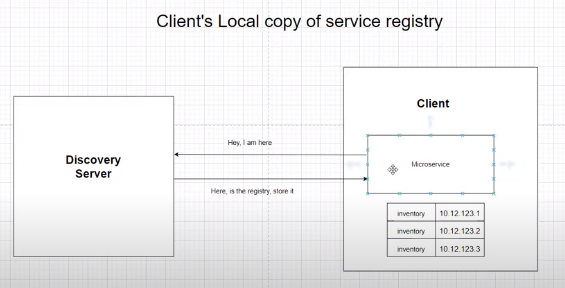 Client's Local copy of service registry
Client
Hey, I am here
Discovery
Server
Microservice
Here, is the registry, store it
inventory 10.12.123.1
inventory 10.12.123.2
inventory 10.12.123.3